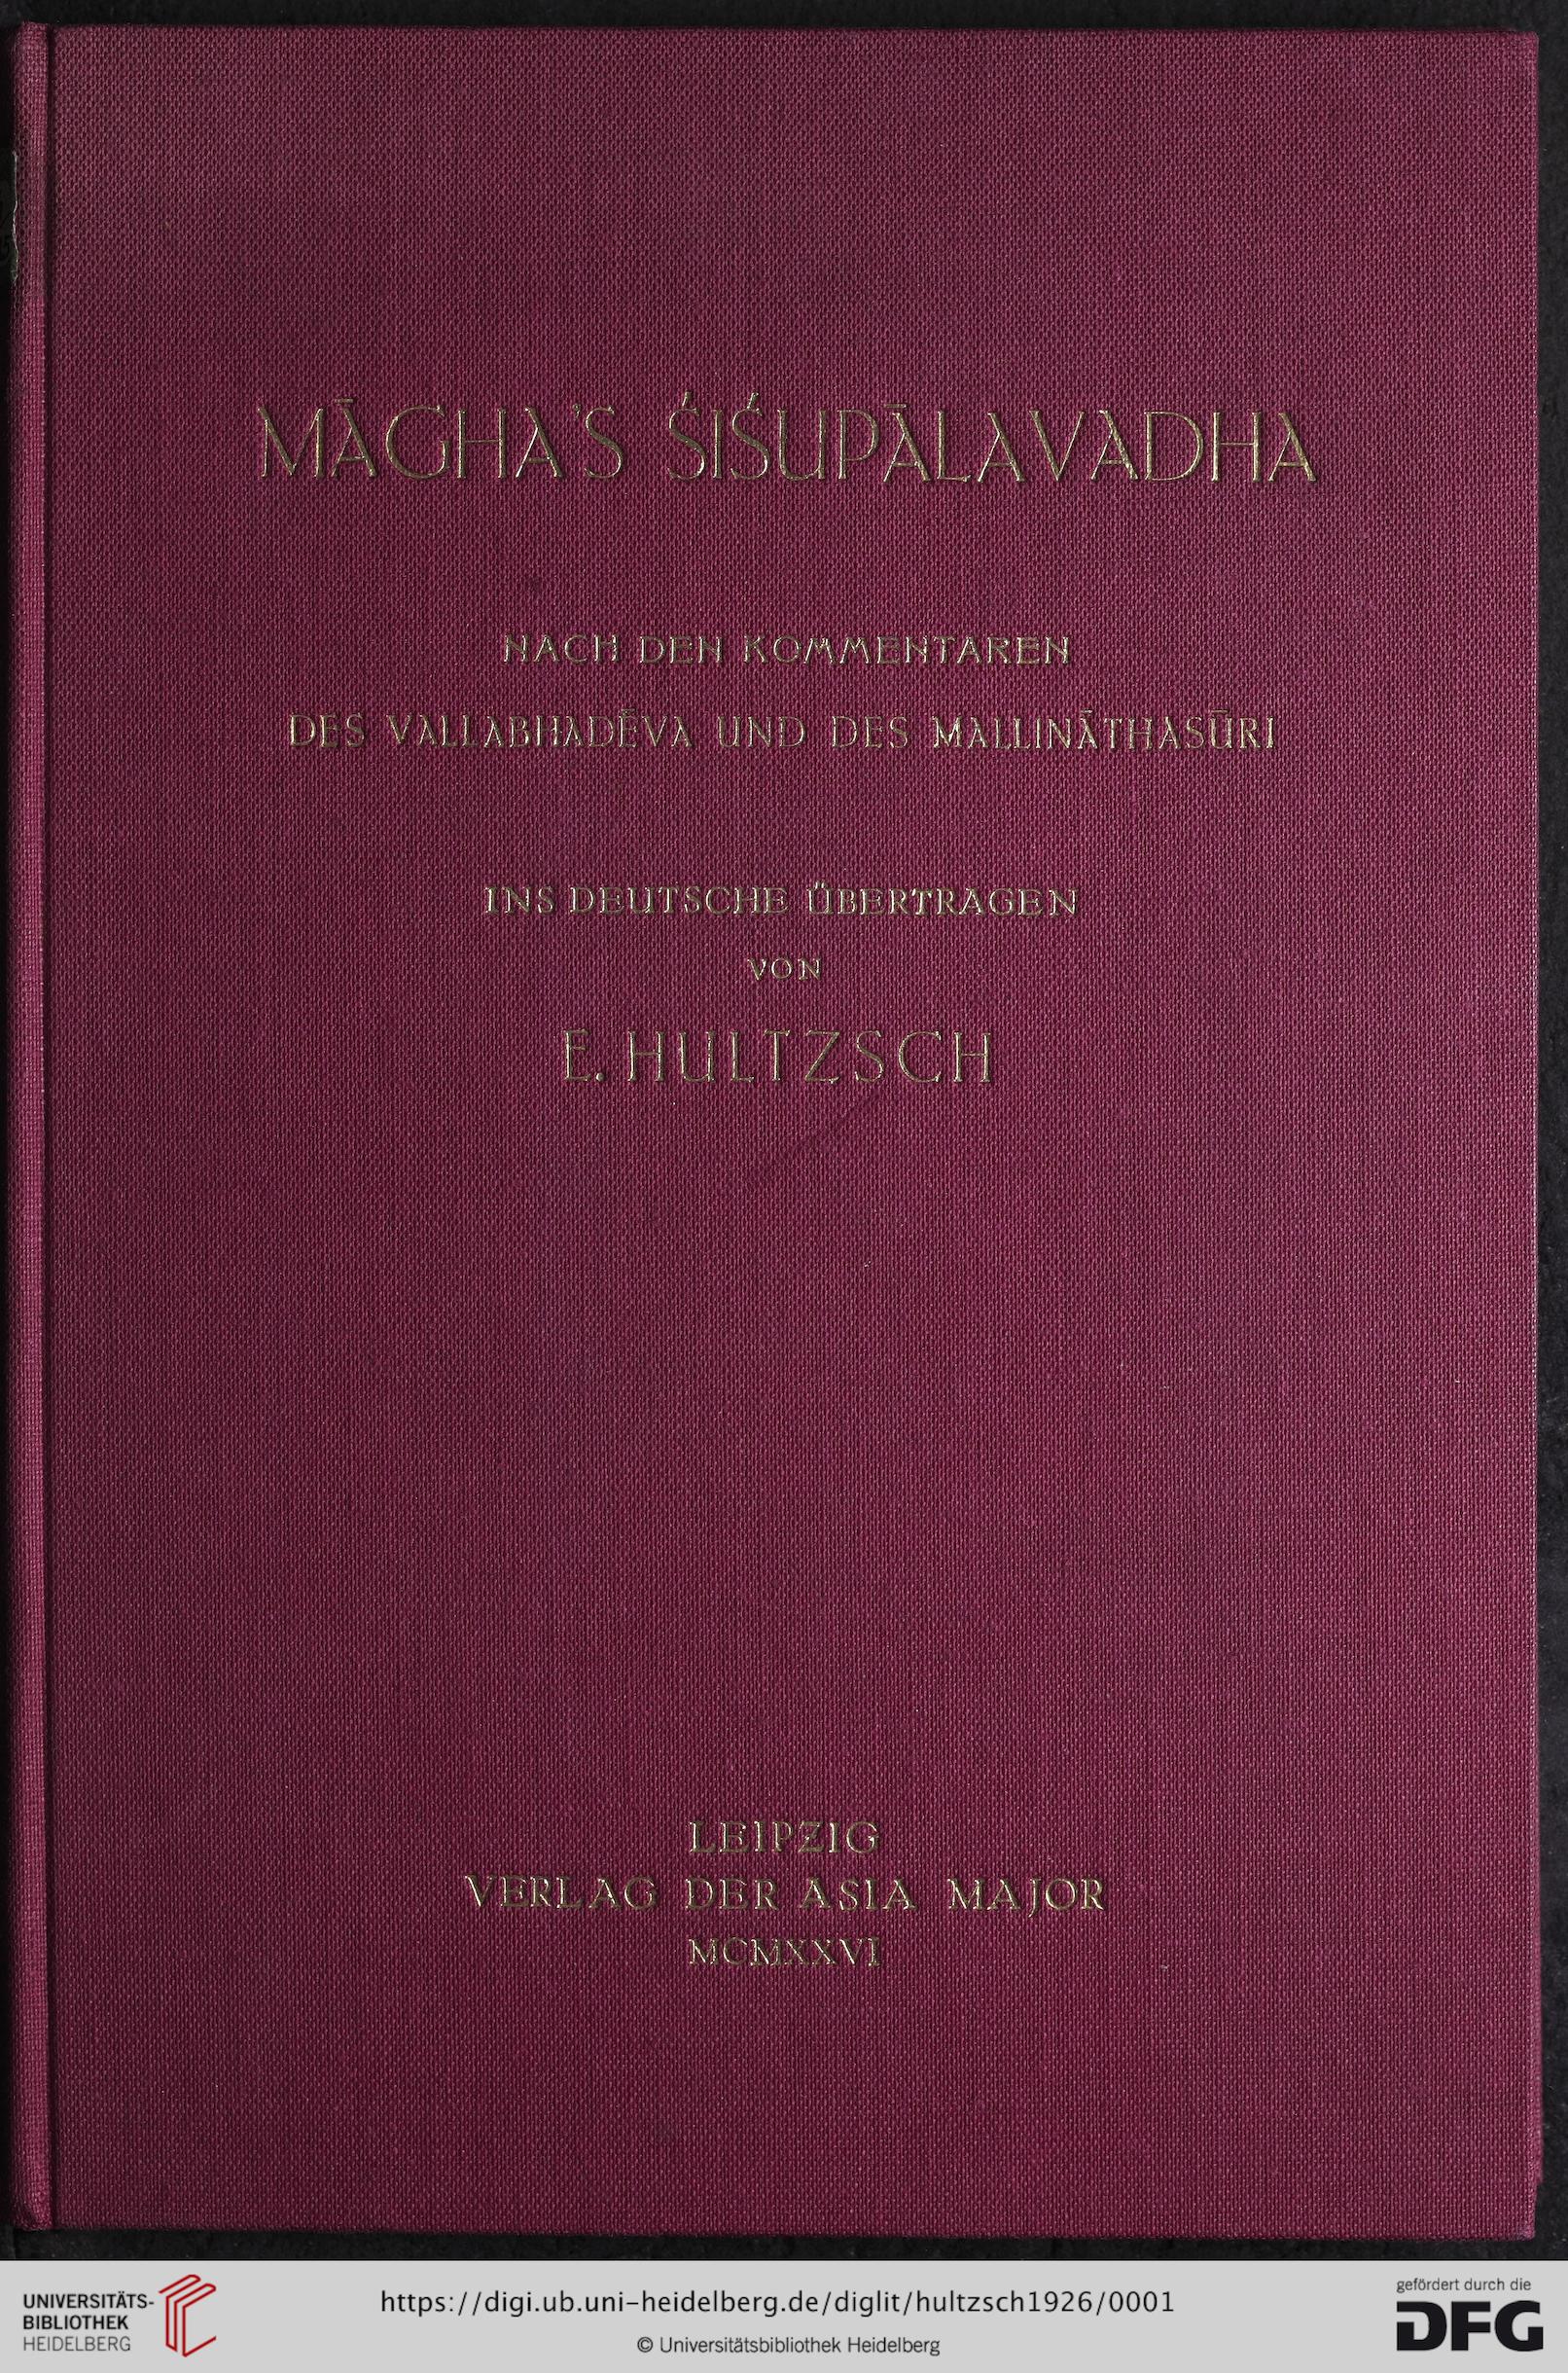 MĀGHA'S ŚIŚUPĀLAVADHA
NACH DEN KOMMENTAREN
DES VALLABHADĒVA UND DES MALLINĀTHASŪRI
INS DEUTSCHE ÜBERTRAGEN
VON
E. HULTZSCH
LEIPZIG
VERLAG DER ASIA MAJOR
MCMXXVI
UNIVERSITÄTS-
BIBLIOTHEK
HEIDELBERG
https://digi.ub.uni-heidelberg.de/diglit/hultzsch1926/0001
© Universitätsbibliothek Heidelberg
gefördert durch die
DFG